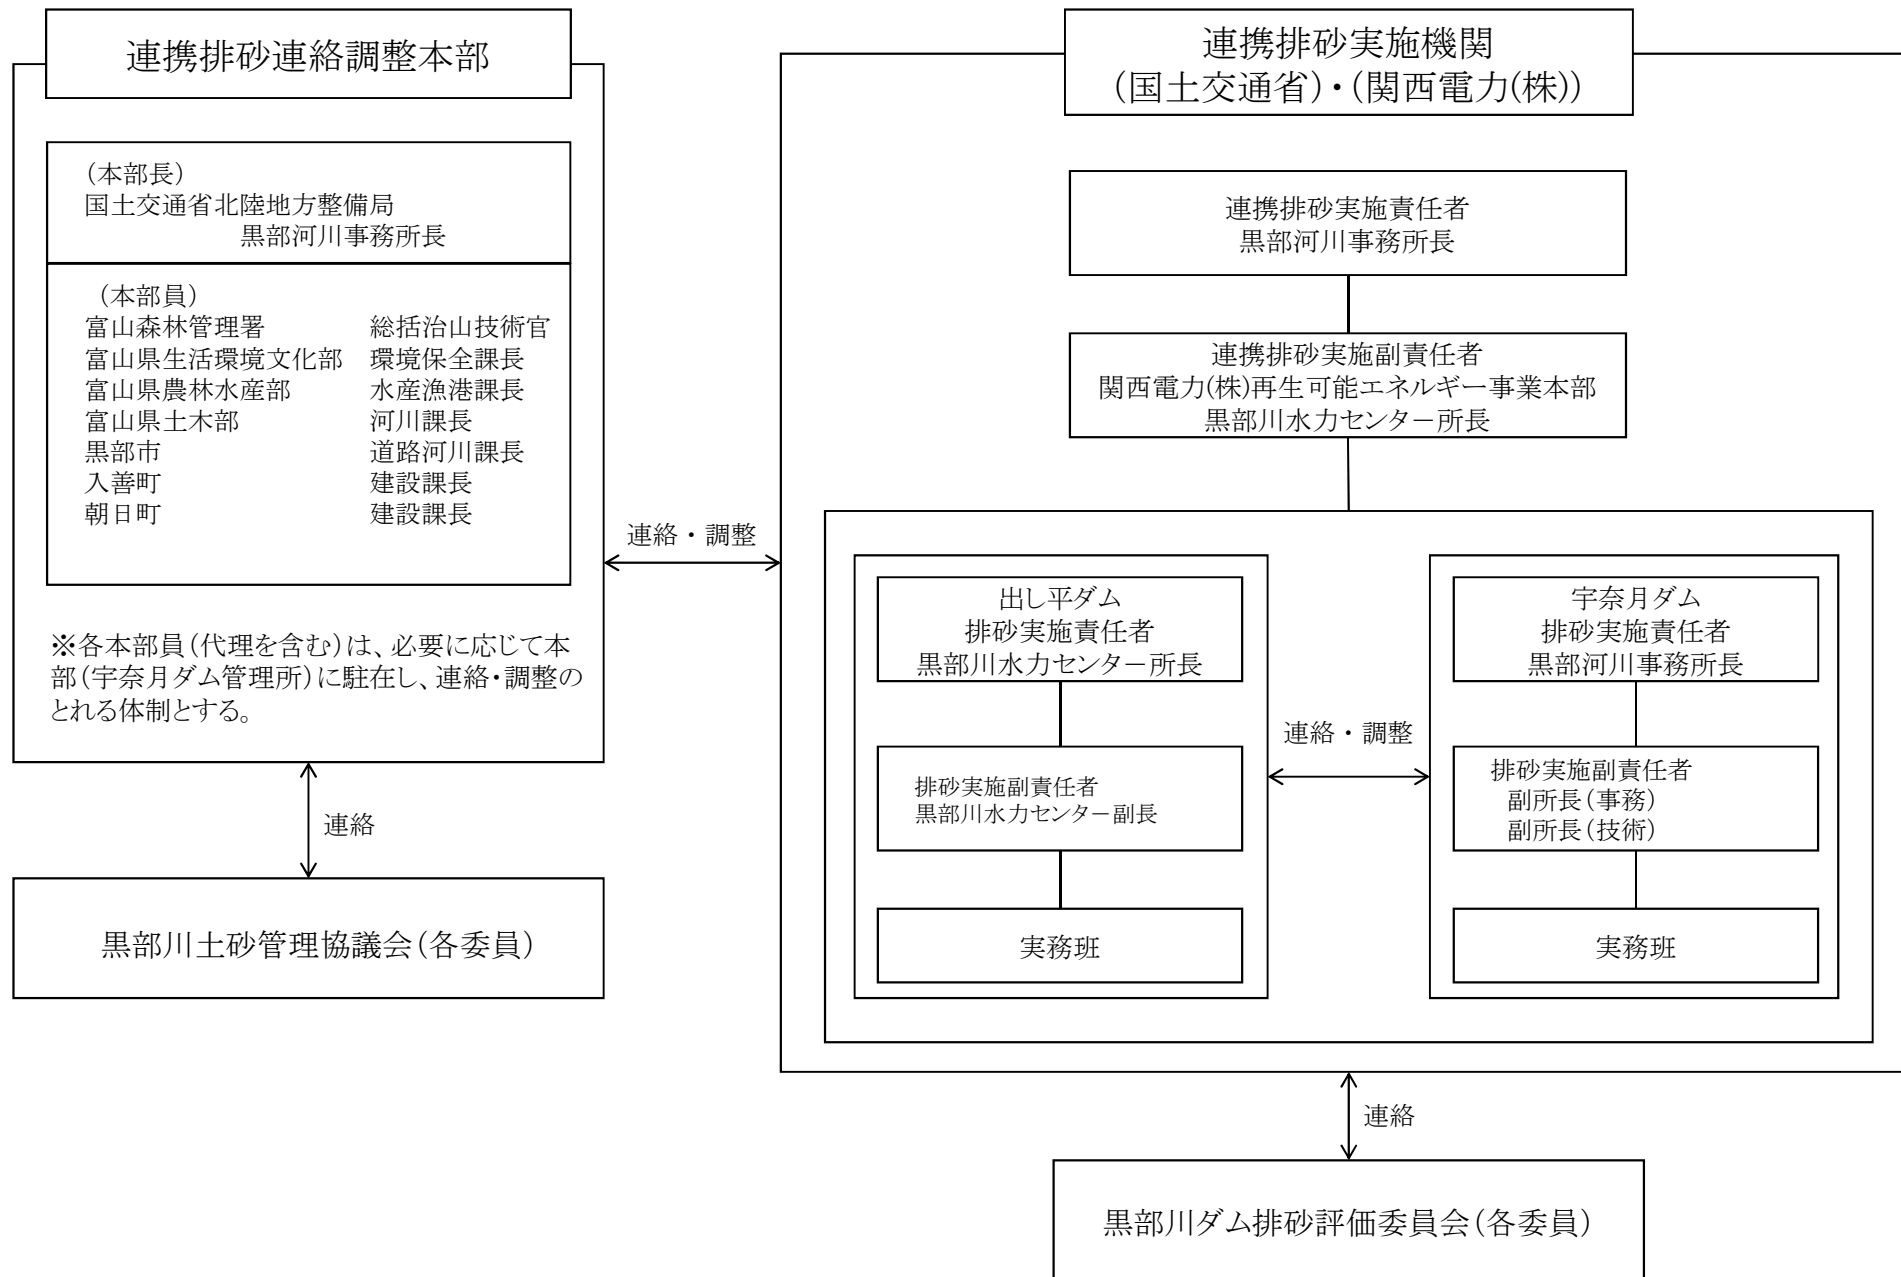 連携排砂連絡調整本部
(本部長)
国土交通省北陸地方整備局
黒部河川事務所長
(本部員)
富山森林管理署 総括治山技術官
富山県生活環境文化部 環境保全課長
富山県農林水産部 水産漁港課長
富山県土木部 河川課長
黒部市 道路河川課長
入善町 建設課長
朝日町 建設課長
※各本部員(代理を含む)は、必要に応じて本
部(宇奈月ダム管理所)に駐在し、連絡・調整の
とれる体制とする。
連絡
黒部川土砂管理協議会(各委員)
連絡・調整
連携排砂実施機関
(国土交通省)・(関西電力(株))
連携排砂実施責任者
黒部河川事務所長
連携排砂実施副責任者
関西電力(株)再生可能エネルギー事業本部
黒部川水力センター所長
出し平ダム
排砂実施責任者
黒部川水力センター所長
排砂実施副責任者
黒部川水力センター副長
実務班
連絡・調整
宇奈月ダム
排砂実施責任者
黒部河川事務所長
排砂実施副責任者
副所長(事務)
副所長(技術)
実務班
連絡
黒部川ダム排砂評価委員会(各委員)